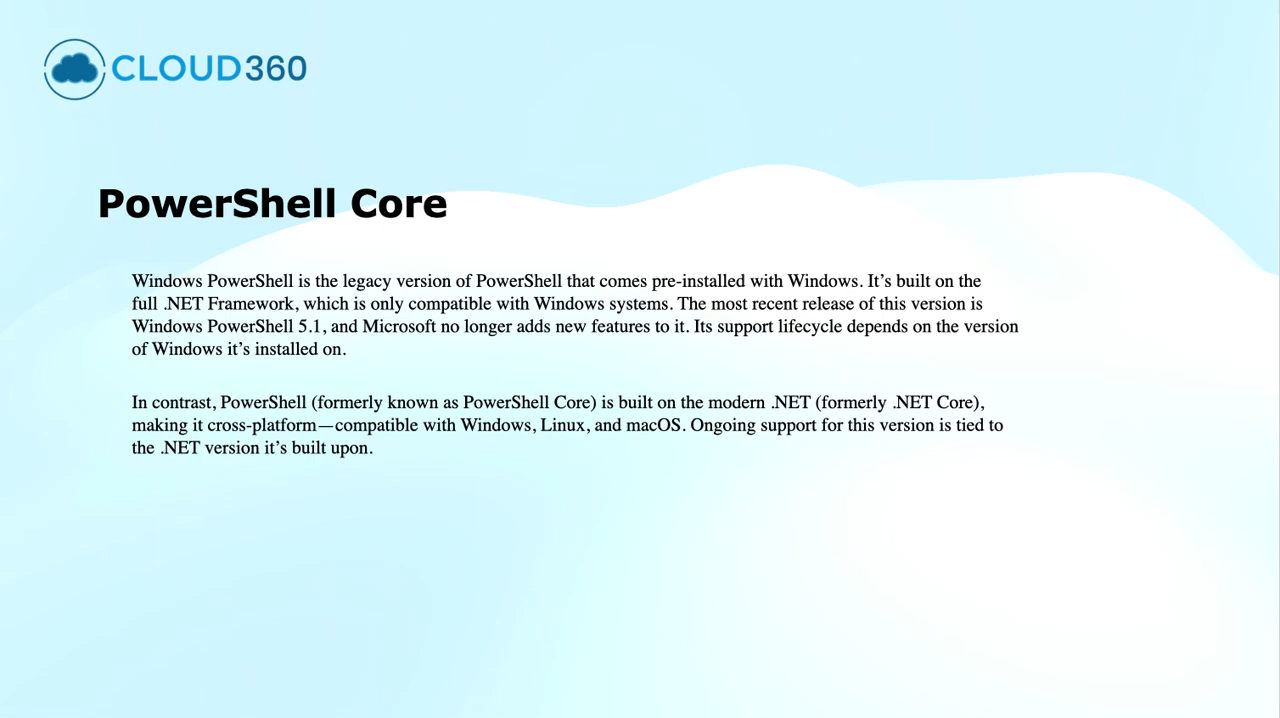 CLOUD360
PowerShell Core
Windows PowerShell is the legacy version of PowerShell that comes pre-installed with Windows. It’s built on the
full .NET Framework, which is only compatible with Windows systems. The most recent release of this version is
Windows PowerShell 5.1, and Microsoft no longer adds new features to it. Its support lifecycle depends on the version
of Windows it’s installed on.
In contrast, PowerShell (formerly known as PowerShell Core) is built on the modern .NET (formerly .NET Core),
making it cross-platform—compatible with Windows, Linux, and macOS. Ongoing support for this version is tied to
the .NET version it’s built upon.